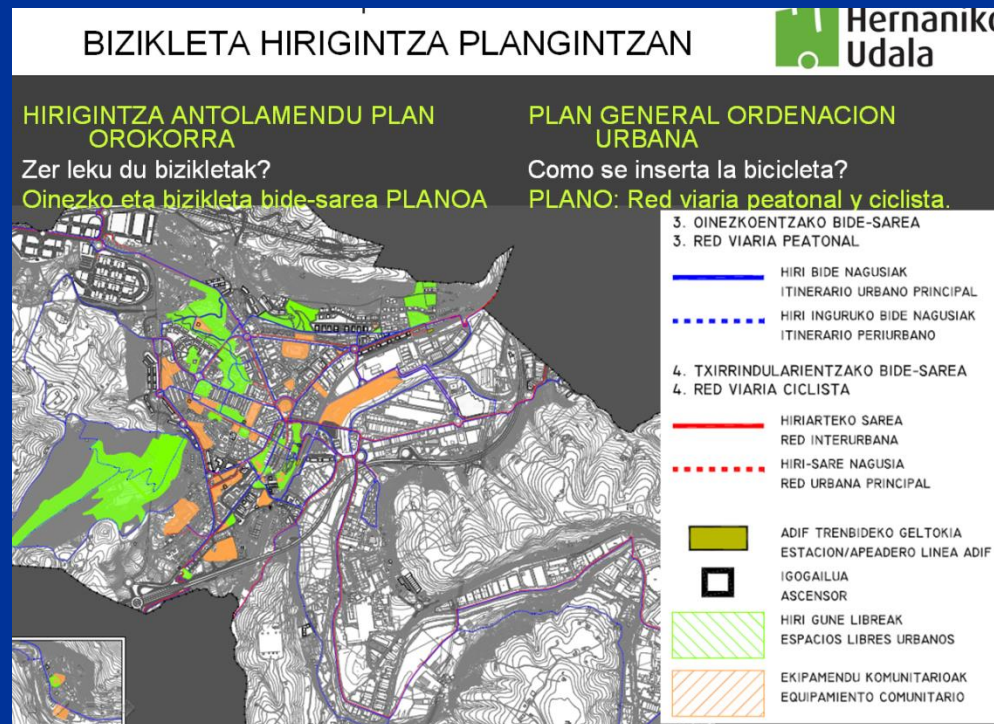 BIZIKLETA HIRIGINTZA PLANGINTZAN
Hernaniko
Udala
HIRIGINTZA ANTOLAMENDU PLAN
OROKORRA
Zer leku du bizikletak?
Oinezko eta bizikleta bide-sarea PLANOA
PLAN GENERAL ORDENACION
URBANA
Como se inserta la bicicleta?
PLANO: Red viaria peatonal y ciclista.
3. OINEZKOENTZAKO BIDE-SAREA
3. RED VIARIA PEATONAL
HIRI BIDE NAGUSIAK
ITINERARIO URBANO PRINCIPAL
HIRI INGURUKO BIDE NAGUSIAK
ITINERARIO PERIURBANO
4. TXIRRINDULARIENTZAKO BIDE-SAREA
4. RED VIARIA CICLISTA
HIRIARTEKO SAREA
RED INTERURBANA
HIRI-SARE NAGUSIA
RED URBANA PRINCIPAL
ADIF TRENBIDEKO GELTOKIA
ESTACION/APEADERO LINEA ADIF
IGOGAILUA
ASCENSOR
HIRI GUNE LIBREAK
ESPACIOS LIBRES URBANOS
EKIPAMENDU KOMUNITARIOAK
EQUIPAMIENTO COMUNITARIO